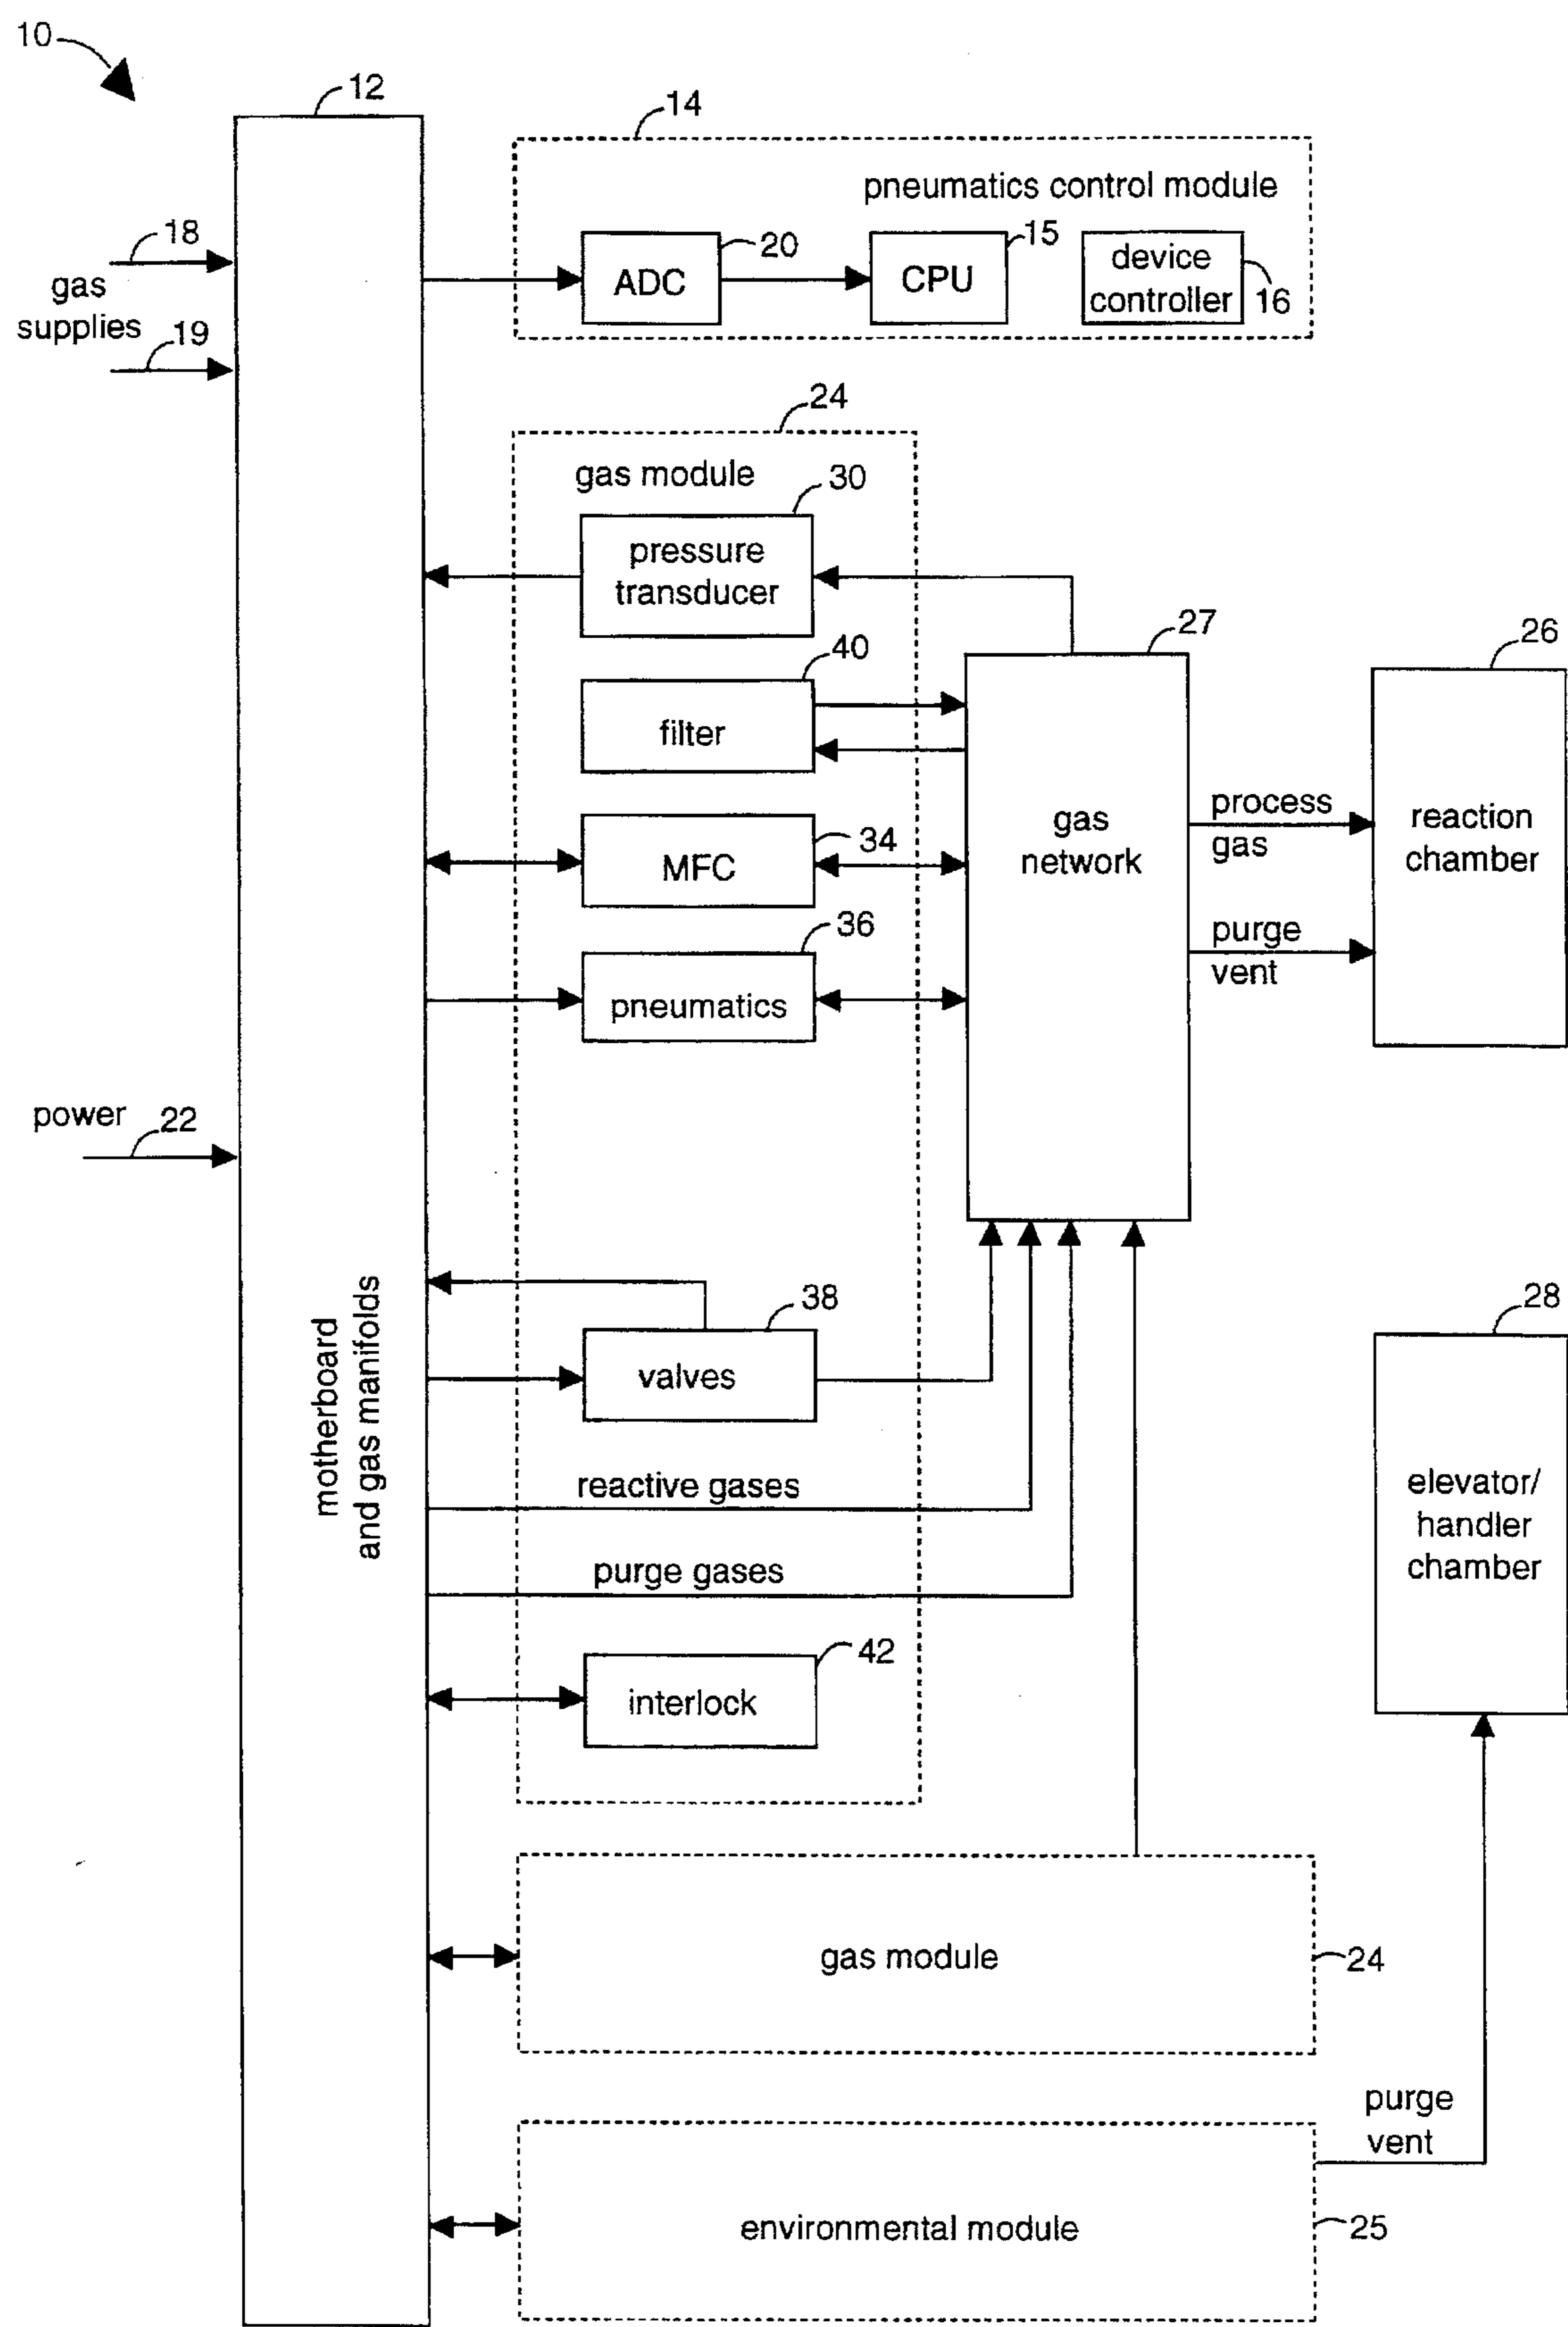 10
12
14
pneumatics control module
18
gas
supplies
19
20
ADC
15
CPU
device
controller
16
24
gas module
30
pressure
transducer
40
filter
27
gas
network
26
reaction
chamber
34
MFC
process
gas
36
pneumatics
purge
vent
power
22
motherboard
and gas manifolds
38
valves
28
elevator/
handler
chamber
reactive gases
purge gases
42
interlock
gas module
24
purge
vent
environmental module
25